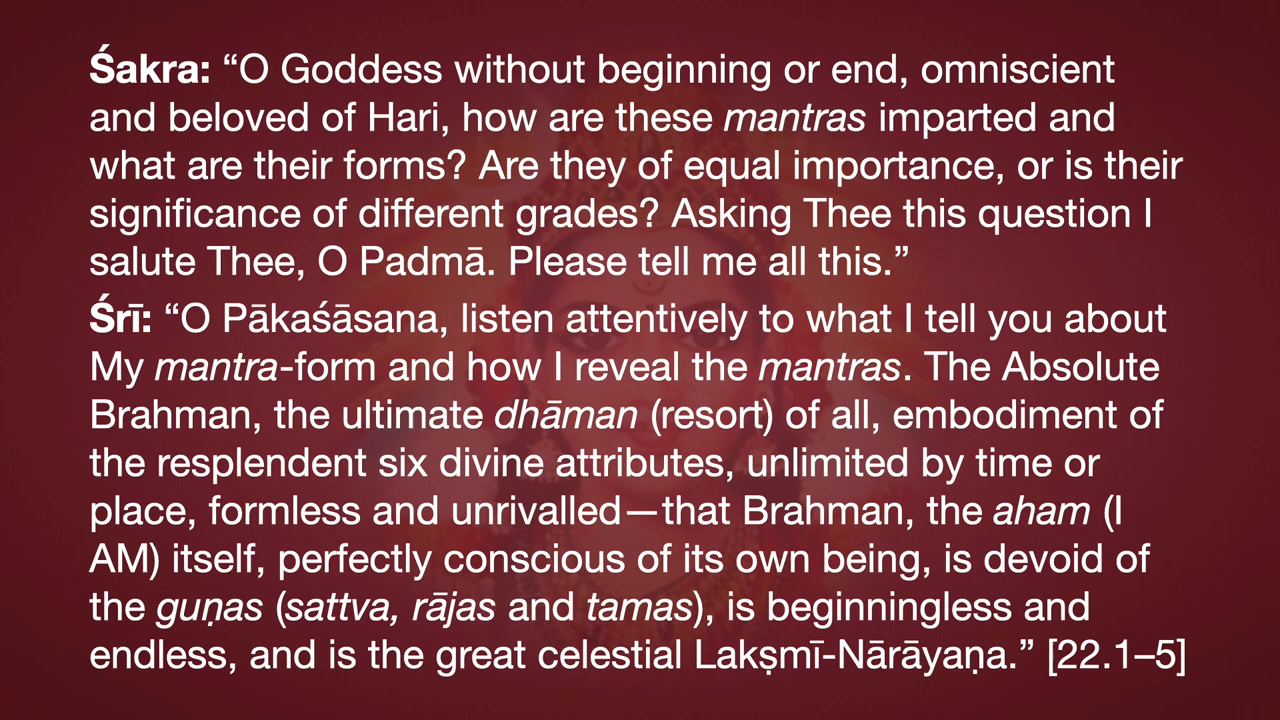 Śakra: “O Goddess without beginning or end, omniscient
and beloved of Hari, how are these mantras imparted and
what are their forms? Are they of equal importance, or is their
significance of different grades? Asking Thee this question I
salute Thee, O Padmā. Please tell me all this.”
Śrī: “O Pākaśāsana, listen attentively to what I tell you about
My mantra-form and how I reveal the mantras. The Absolute
Brahman, the ultimate dhāman (resort) of all, embodiment of
the resplendent six divine attributes, unlimited by time or
place, formless and unrivalled—that Brahman, the aham (I
AM) itself, perfectly conscious of its own being, is devoid of
the guṇas (sattva, rājas and tamas), is beginningless and
endless, and is the great celestial Lakṣmī-Nārāyaṇa.” [22.1–5]